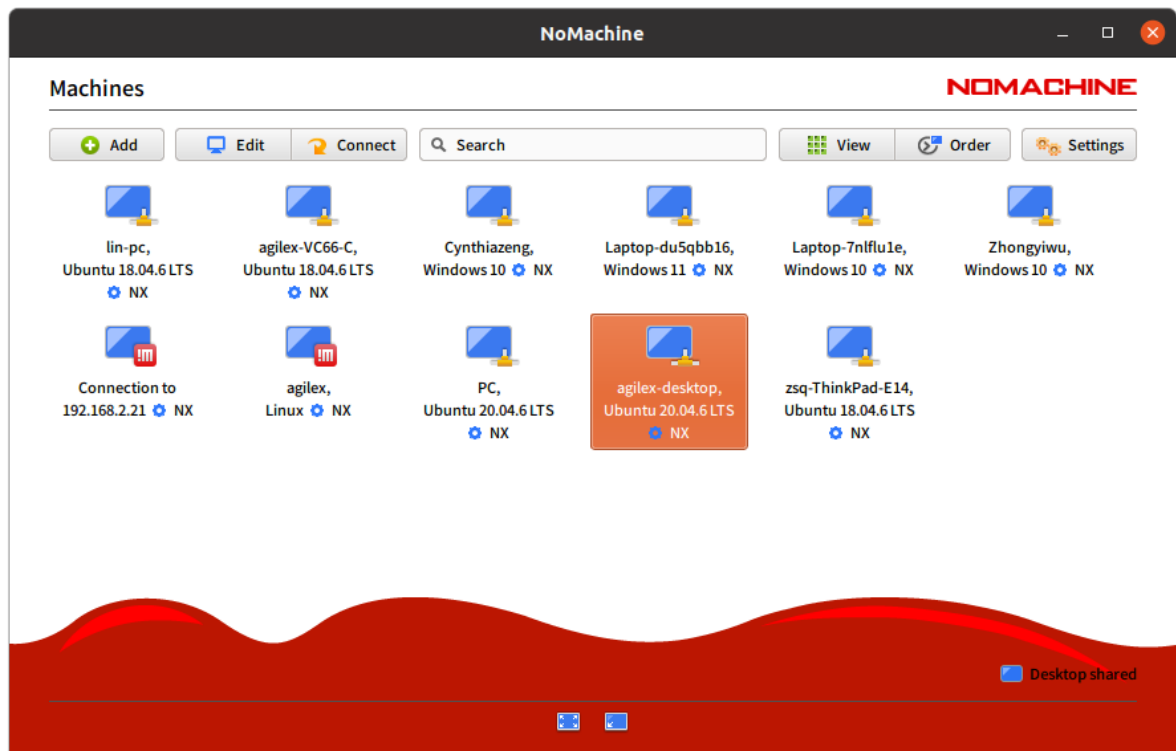 NoMachine
Machines
NOMACHINE
Add
Edit
Connect
Search
View
Order
Settings
lin-pc,
Ubuntu 18.04.6 LTS
NX
agilex-VC66-C,
Ubuntu 18.04.6 LTS
NX
Cynthiazeng,
Windows 10 NX
Laptop-du5qbb16,
Windows 11 NX
Laptop-7nlflu1e,
Windows 10 NX
Zhongyiwu,
Windows 10 NX
Connection to
192.168.2.21 NX
agilex,
Linux NX
PC,
Ubuntu 20.04.6 LTS
NX
agilex-desktop,
Ubuntu 20.04.6 LTS
NX
zsq-ThinkPad-E14,
Ubuntu 18.04.6 LTS
NX
Desktop shared